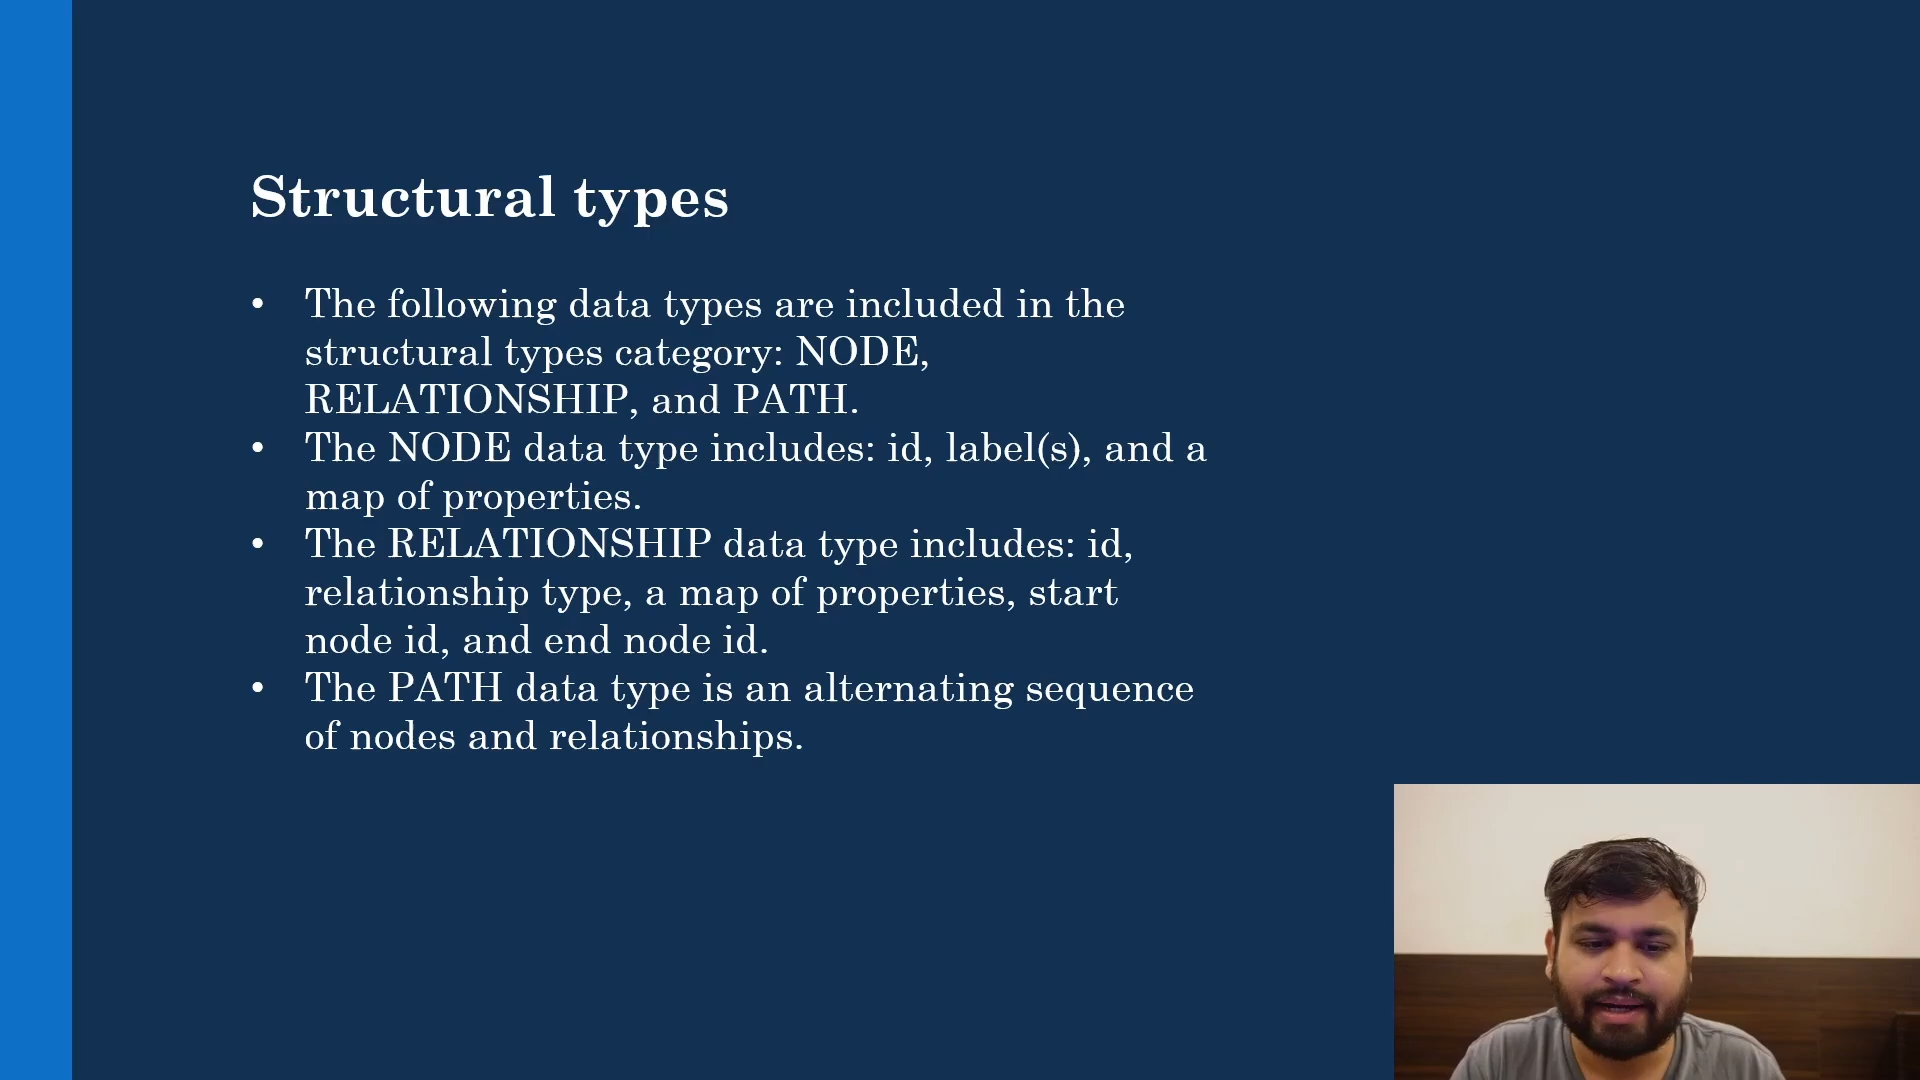 Structural types
• The following data types are included in the
structural types category: NODE,
RELATIONSHIP, and PATH.
• The NODE data type includes: id, label(s), and a
map of properties.
• The RELATIONSHIP data type includes: id,
relationship type, a map of properties, start
node id, and end node id.
• The PATH data type is an alternating sequence
of nodes and relationships.